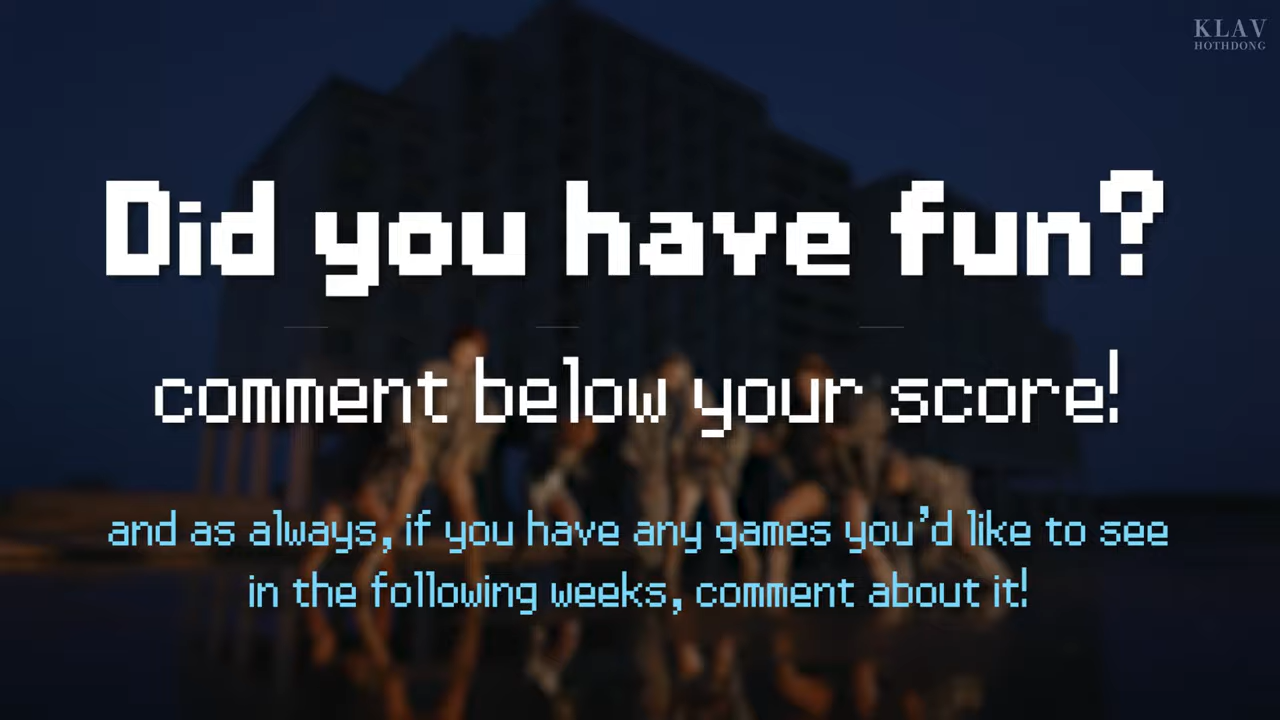 KLAV
HOTHDONG
Did you have fun?
comment below your score!
and as always, if you have any games you'd like to see
in the following weeks, comment about it!